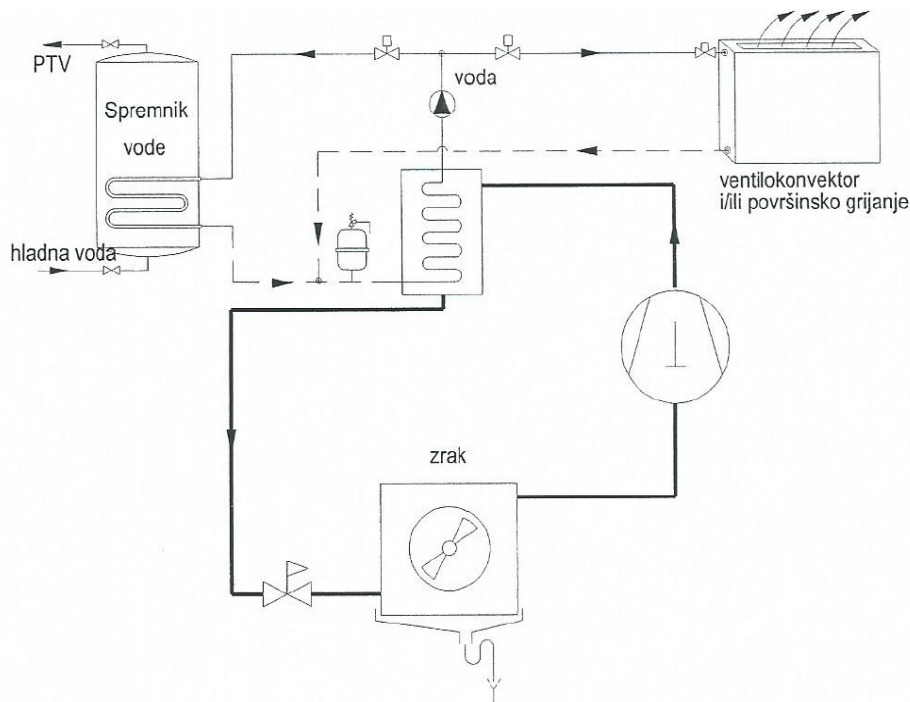 PTV
Spremnik
vode
hladna voda
voda
ventilokonvektor
i/ili površinsko grijanje
zrak